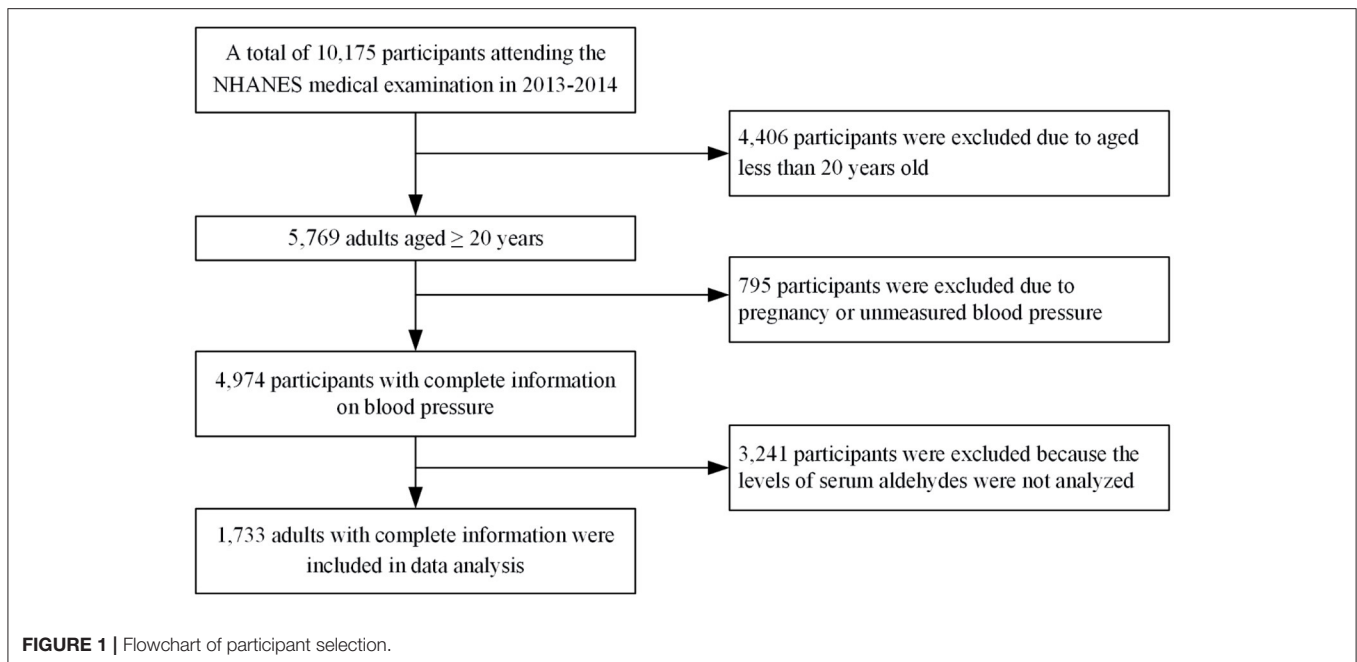 A total of 10,175 participants attending the
NHANES medical examination in 2013-2014
4,406 participants were excluded due to aged
less than 20 years old
5,769 adults aged ≥ 20 years
795 participants were excluded due to
pregnancy or unmeasured blood pressure
4,974 participants with complete information
on blood pressure
3,241 participants were excluded because the
levels of serum aldehydes were not analyzed
1,733 adults with complete information were
included in data analysis
FIGURE 1 | Flowchart of participant selection.